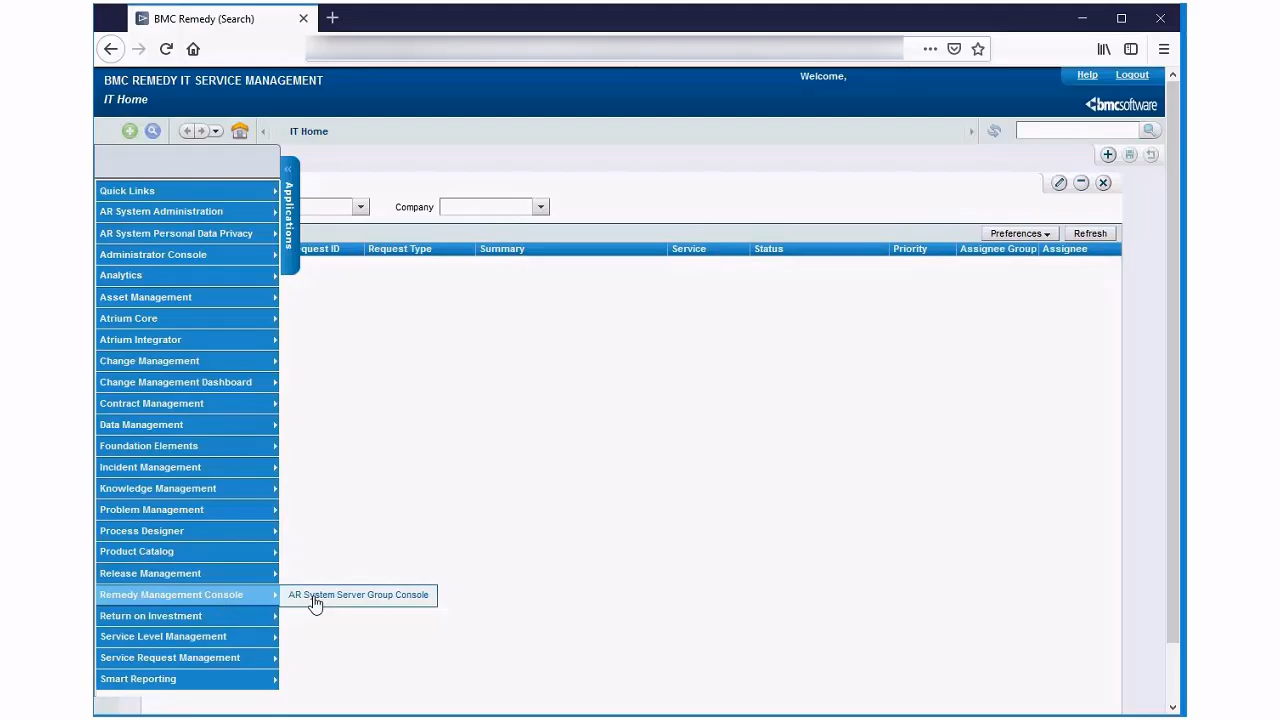 BMC Remedy (Search)
BMC REMEDY IT SERVICE MANAGEMENT
Welcome,
Help
Logout
IT Home
bmcsoftware
IT Home
Applications
Quick Links
AR System Administration
AR System Personal Data Privacy
Administrator Console
Analytics
Asset Management
Atrium Core
Atrium Integrator
Change Management
Change Management Dashboard
Contract Management
Data Management
Foundation Elements
Incident Management
Knowledge Management
Problem Management
Process Designer
Product Catalog
Release Management
Remedy Management Console
Return on Investment
Service Level Management
Service Request Management
Smart Reporting
AR System Server Group Console
Company
Preferences
Refresh
quest ID Request Type Summary Service Status Priority Assignee Group Assignee